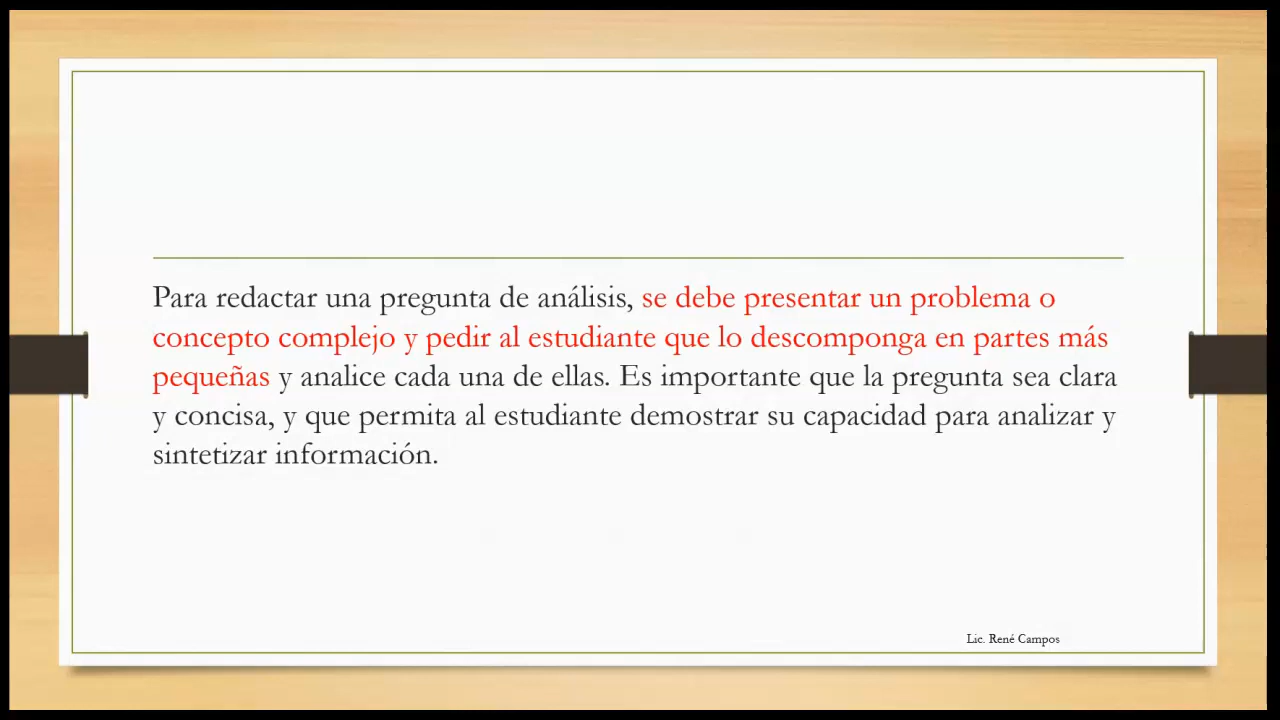 Para redactar una pregunta de análisis, se debe presentar un problema o
concepto complejo y pedir al estudiante que lo descomponga en partes más
pequeñas y analice cada una de ellas. Es importante que la pregunta sea clara
y concisa, y que permita al estudiante demostrar su capacidad para analizar y
sintetizar información.
Lic. René Campos